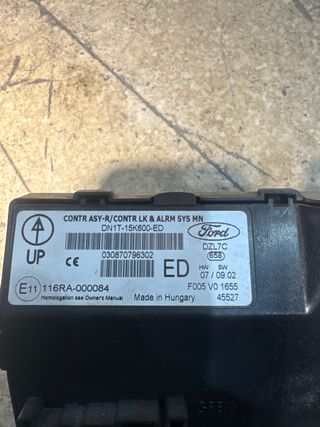 CONTR ASY-R/CONTR LK & ALRM SYS MN
DN1T-15K600-ED
Ford
UP
030870796302
DZL7C
658
CE
ED
HW SW
07 / 09.02
E11 116RA-000084
F005 V0 1655
Homologation see Owner's Manual
Made in Hungary
45527